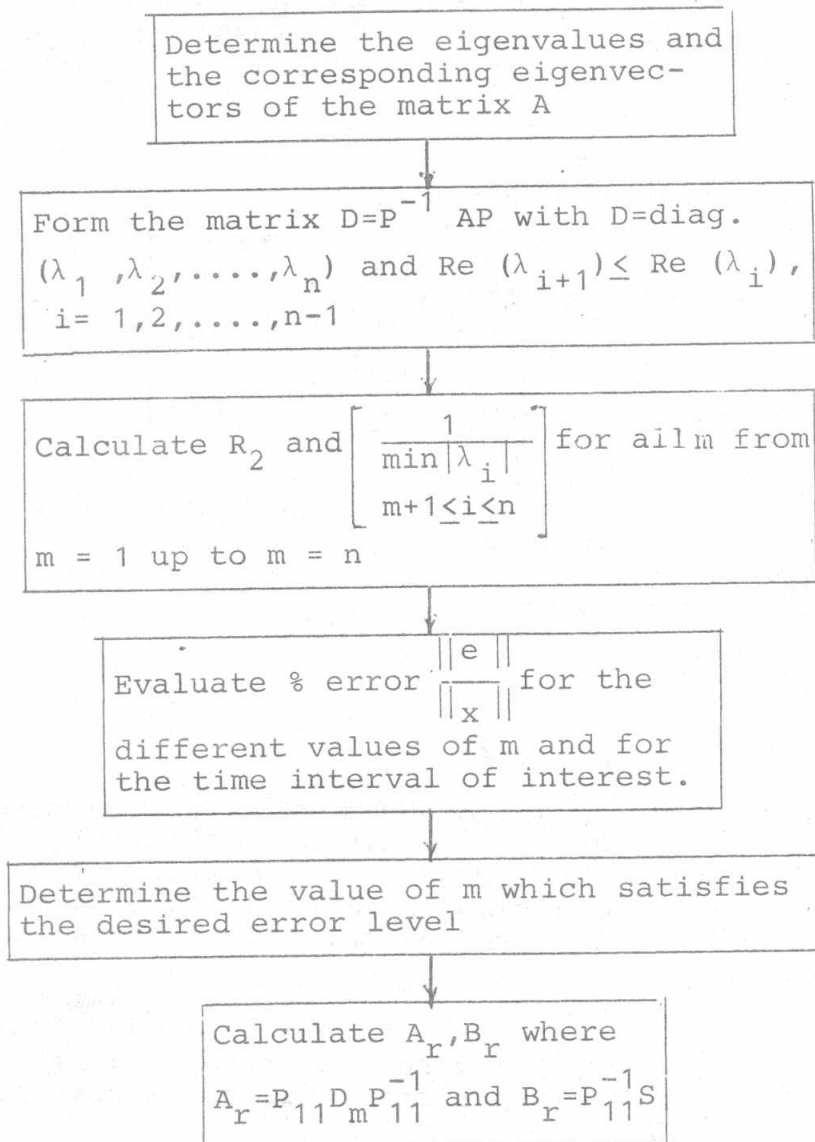 Determine the eigenvalues and
the corresponding eigenvec-
tors of the matrix A
Form the matrix D=P⁻¹ AP with D=diag.
(λ₁ ,λ₂,....,λₙ) and Re (λᵢ₊₁)≤ Re (λᵢ),
i= 1,2,....,n-1
Calculate R₂ and [ 1 / min|λᵢ| m+1≤i≤n ] for all m from
m = 1 up to m = n
Evaluate % error ||e|| / ||x|| for the
different values of m and for
the time interval of interest.
Determine the value of m which satisfies
the desired error level
Calculate Aᵣ,Bᵣ where
Aᵣ=P₁₁DₘP₁₁⁻¹ and Bᵣ=P₁₁⁻¹S